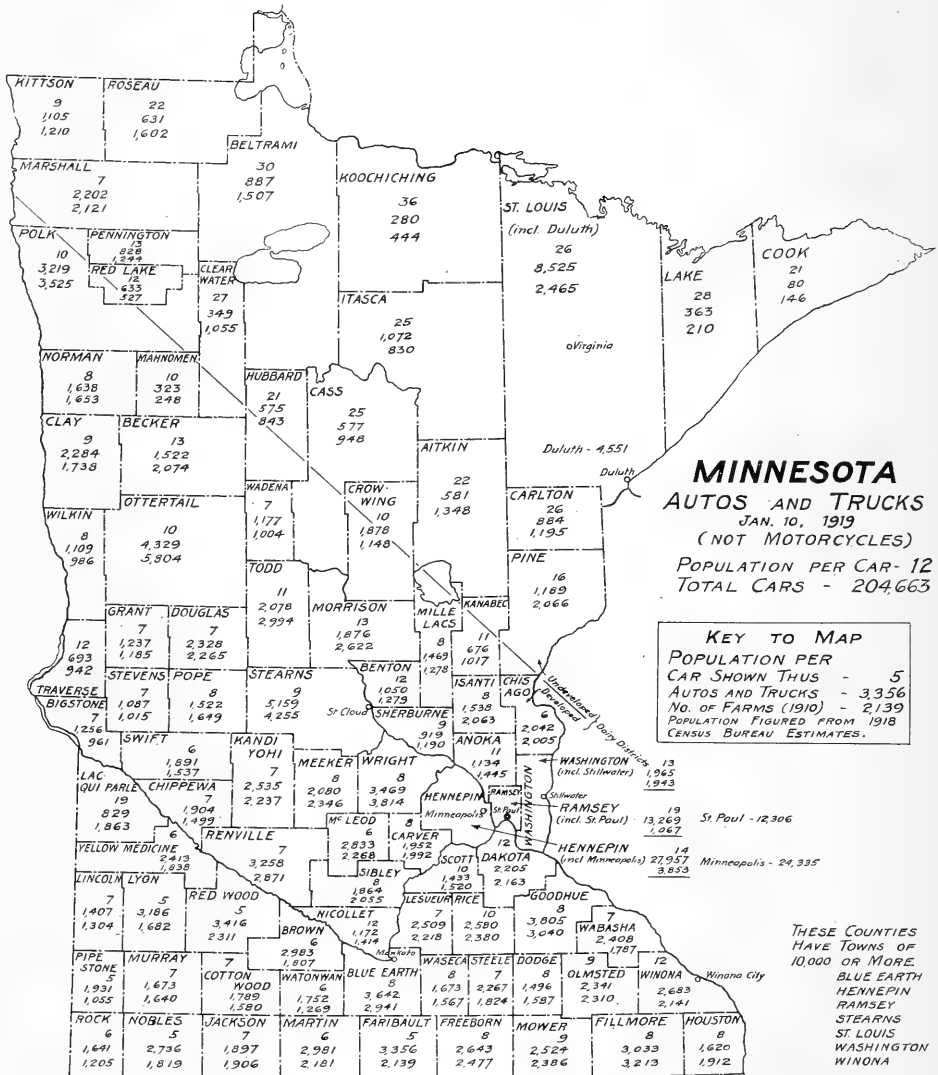 KITTSON
9
1,105
1,210
ROSEAU
22
631
1,602
BELTRAMI
30
887
1,507
MARSHALL
7
2,202
2,121
KOOCHICHING
36
280
444
ST. LOUIS
(incl. Duluth)
26
8,525
2,465
Virginia
Duluth - 4,551
Duluth
LAKE
28
363
210
COOK
21
80
146
POLK
10
3,219
3,525
PENNINGTON
13
828
1,244
RED LAKE
12
633
527
CLEAR
WATER
27
349
1,055
ITASCA
25
1,072
830
NORMAN
8
1,638
1,653
MAHNOMEN
10
323
248
HUBBARD
21
575
843
CASS
25
577
948
CLAY
9
2,284
1,738
BECKER
13
1,522
2,074
AITKIN
22
581
1,348
MINNESOTA
AUTOS AND TRUCKS
JAN. 10, 1919
(NOT MOTORCYCLES)
POPULATION PER CAR - 12
TOTAL CARS - 204,663
WILKIN
8
1,109
986
OTTERTAIL
10
4,329
5,804
WADENA
7
1,177
1,004
CROW-
WING
10
1,878
1,148
CARLTON
26
884
1,195
PINE
16
1,189
2,066
TODD
11
2,078
2,994
MORRISON
13
1,876
2,622
MILLE
LACS
8
1,469
1,278
KANABEC
11
676
1017
KEY TO MAP
POPULATION PER
CAR SHOWN THUS - 5
AUTOS AND TRUCKS - 3,356
NO. OF FARMS (1910) - 2,139
POPULATION FIGURED FROM 1918
CENSUS BUREAU ESTIMATES.
GRANT
7
1,237
1,185
DOUGLAS
7
2,328
2,265
12
693
942
TRAVERSE
STEVENS
7
1,087
1,015
POPE
8
1,522
1,649
STEARNS
9
5,159
4,255
St Cloud
BENTON
12
1,050
1,279
ISANTI
8
1,538
2,063
CHIS
AGO
6
2,042
2,005
Undeveloped
Developed
Dairy Districts
BIGSTONE
7
1,256
961
SWIFT
6
1,891
1,537
KANDI
YOHI
7
2,535
2,237
SHERBURNE
9
919
1,190
ANOKA
11
1,134
1,445
WASHINGTON
(incl. Stillwater)
13
1,965
1,943
WASHINGTON
Stillwater
MEEKER
8
2,080
2,346
WRIGHT
8
3,469
3,814
HENNEPIN
Minneapolis
RAMSEY
St. Paul
RAMSEY
(incl. St. Paul)
19
13,269
1,067
St. Paul - 12,306
HENNEPIN
(incl Minneapolis)
14
27,957
3,853
Minneapolis - 24,335
LAC-
QUI PARLE
19
829
1,863
CHIPPEWA
7
1,904
1,499
RENVILLE
7
3,258
2,871
Mc LEOD
6
2,833
2,268
CARVER
8
1,952
1,992
YELLOW MEDICINE
6
2,413
1,838
SIBLEY
8
1,864
2,055
SCOTT
10
1,433
1,520
DAKOTA
12
2,205
2,163
LINCOLN
7
1,407
1,304
LYON
5
3,186
1,682
RED WOOD
5
3,416
2311
BROWN
6
2,983
1,807
NICOLLET
12
1,172
1,414
Mankato
LESUEUR
7
2,509
2,218
RICE
10
2,580
2,380
GOODHUE
8
3,805
3,040
WABASHA
7
2,408
1,787
THESE COUNTIES
HAVE TOWNS OF
10,000 OR MORE
BLUE EARTH
HENNEPIN
RAMSEY
STEARNS
ST. LOUIS
WASHINGTON
WINONA
PIPE
STONE
5
1,931
1,055
MURRAY
7
1,673
1,640
COTTON
WOOD
7
1,789
1,580
WATONWAN
6
1,752
1,269
BLUE EARTH
8
3,642
2,941
WASECA
8
1,673
1,567
STEELE
7
2,267
1,824
DODGE
8
1,496
1,587
OLMSTED
9
2,341
2,310
WINONA
12
2,683
2,141
Winona City
ROCK
6
1,641
1,205
NOBLES
5
2,736
1,819
JACKSON
7
1,897
1,906
MARTIN
6
2,981
2,181
FARIBAULT
5
3,356
2,139
FREEBORN
8
2,643
2,477
MOWER
9
2,524
2,386
FILLMORE
8
3,033
3,213
HOUSTON
8
1,620
1,912